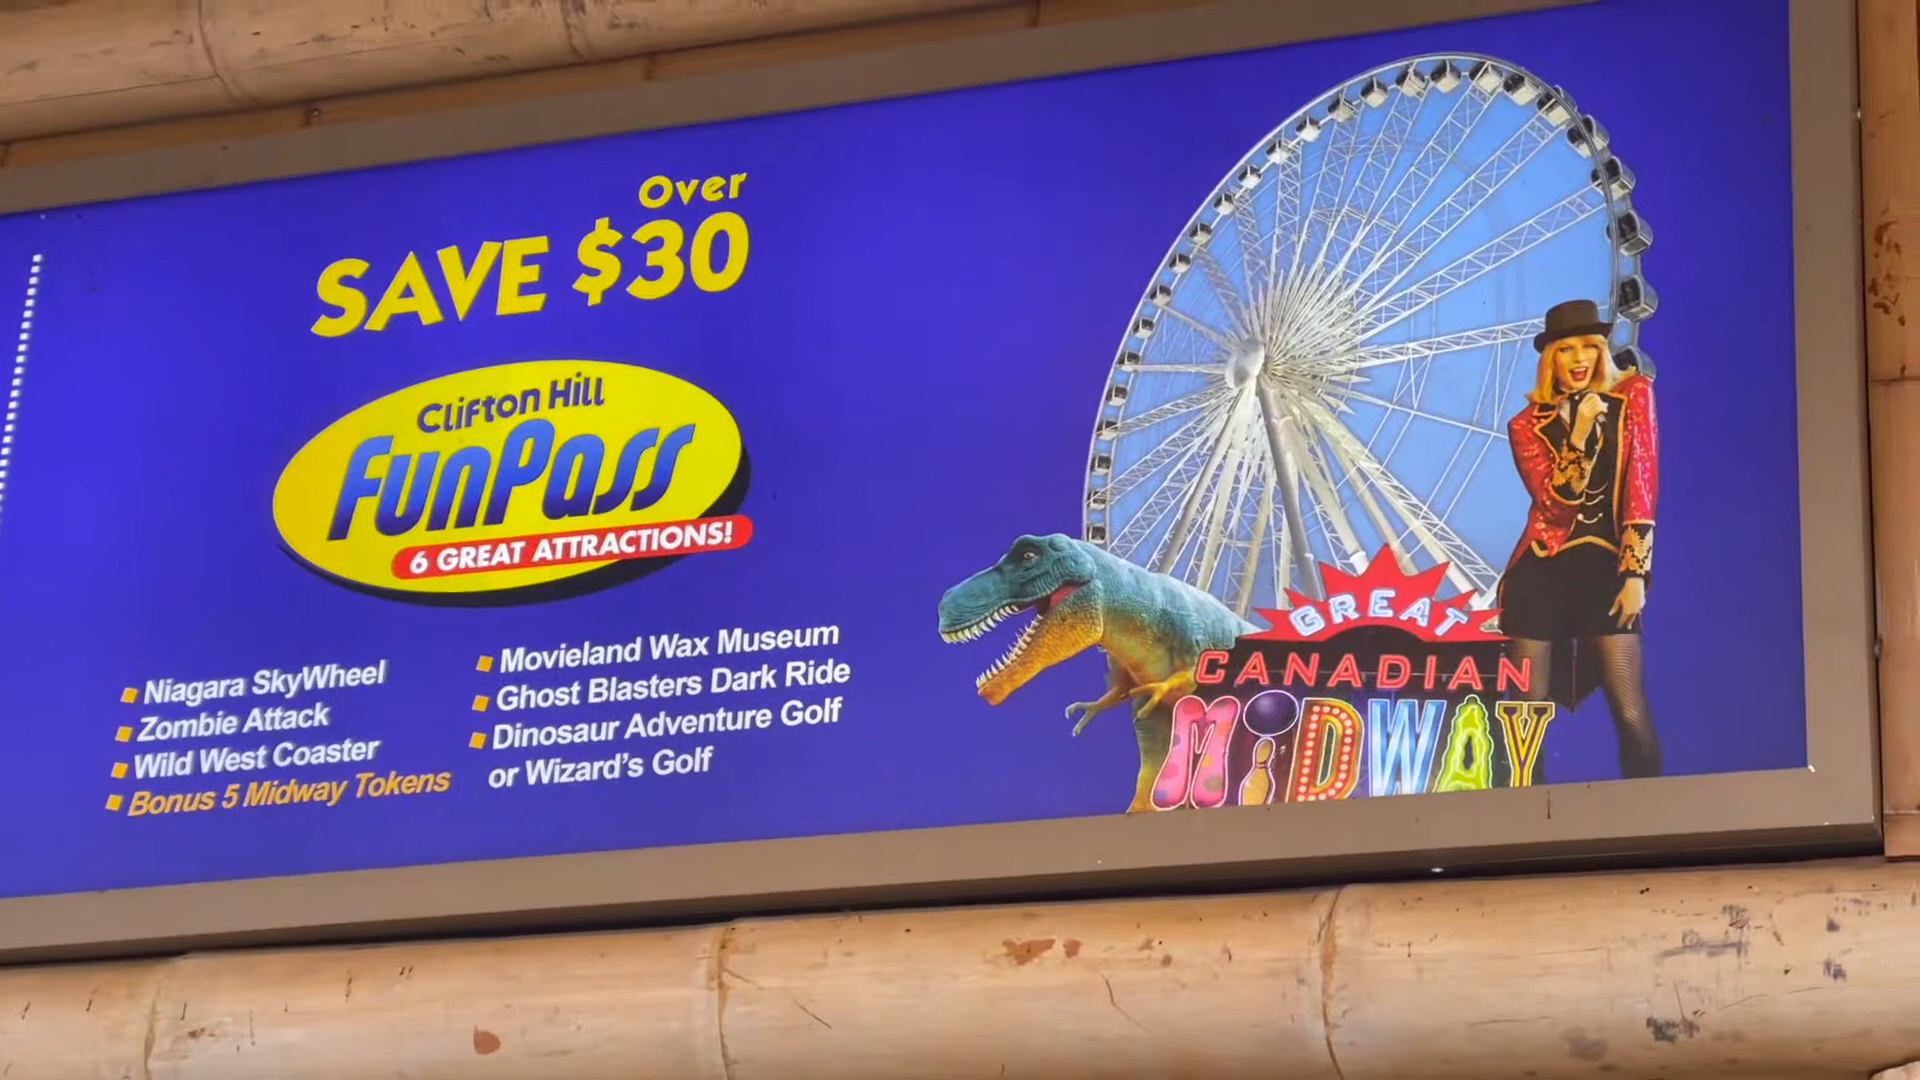 Over
SAVE $30
Clifton Hill
FunPass
6 GREAT ATTRACTIONS!
Niagara SkyWheel
Zombie Attack
Wild West Coaster
Bonus 5 Midway Tokens
Movieland Wax Museum
Ghost Blasters Dark Ride
Dinosaur Adventure Golf
or Wizard's Golf
GREAT
CANADIAN
MIDWAY